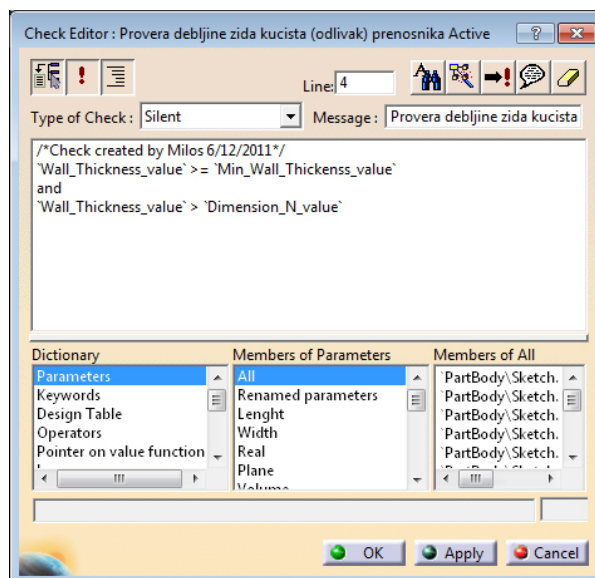 Check Editor : Provera debljine zida kucista (odlivak) prenosnika Active
Line: 4
Type of Check : Silent Message : Provera debljine zida kucista
/*Check created by Milos 6/12/2011*/
`Wall_Thickness_value` >= `Min_Wall_Thickenss_value`
and
`Wall_Thickness_value` > `Dimension_N_value`
Dictionary Members of Parameters Members of All
Parameters All `PartBody\Sketch.
Keywords Renamed parameters `PartBody\Sketch.
Design Table Lenght `PartBody\Sketch.
Operators Width `PartBody\Sketch.
Pointer on value function Real `PartBody\Sketch.
Plane `PartBody\Sketch.
Volume
OK Apply Cancel